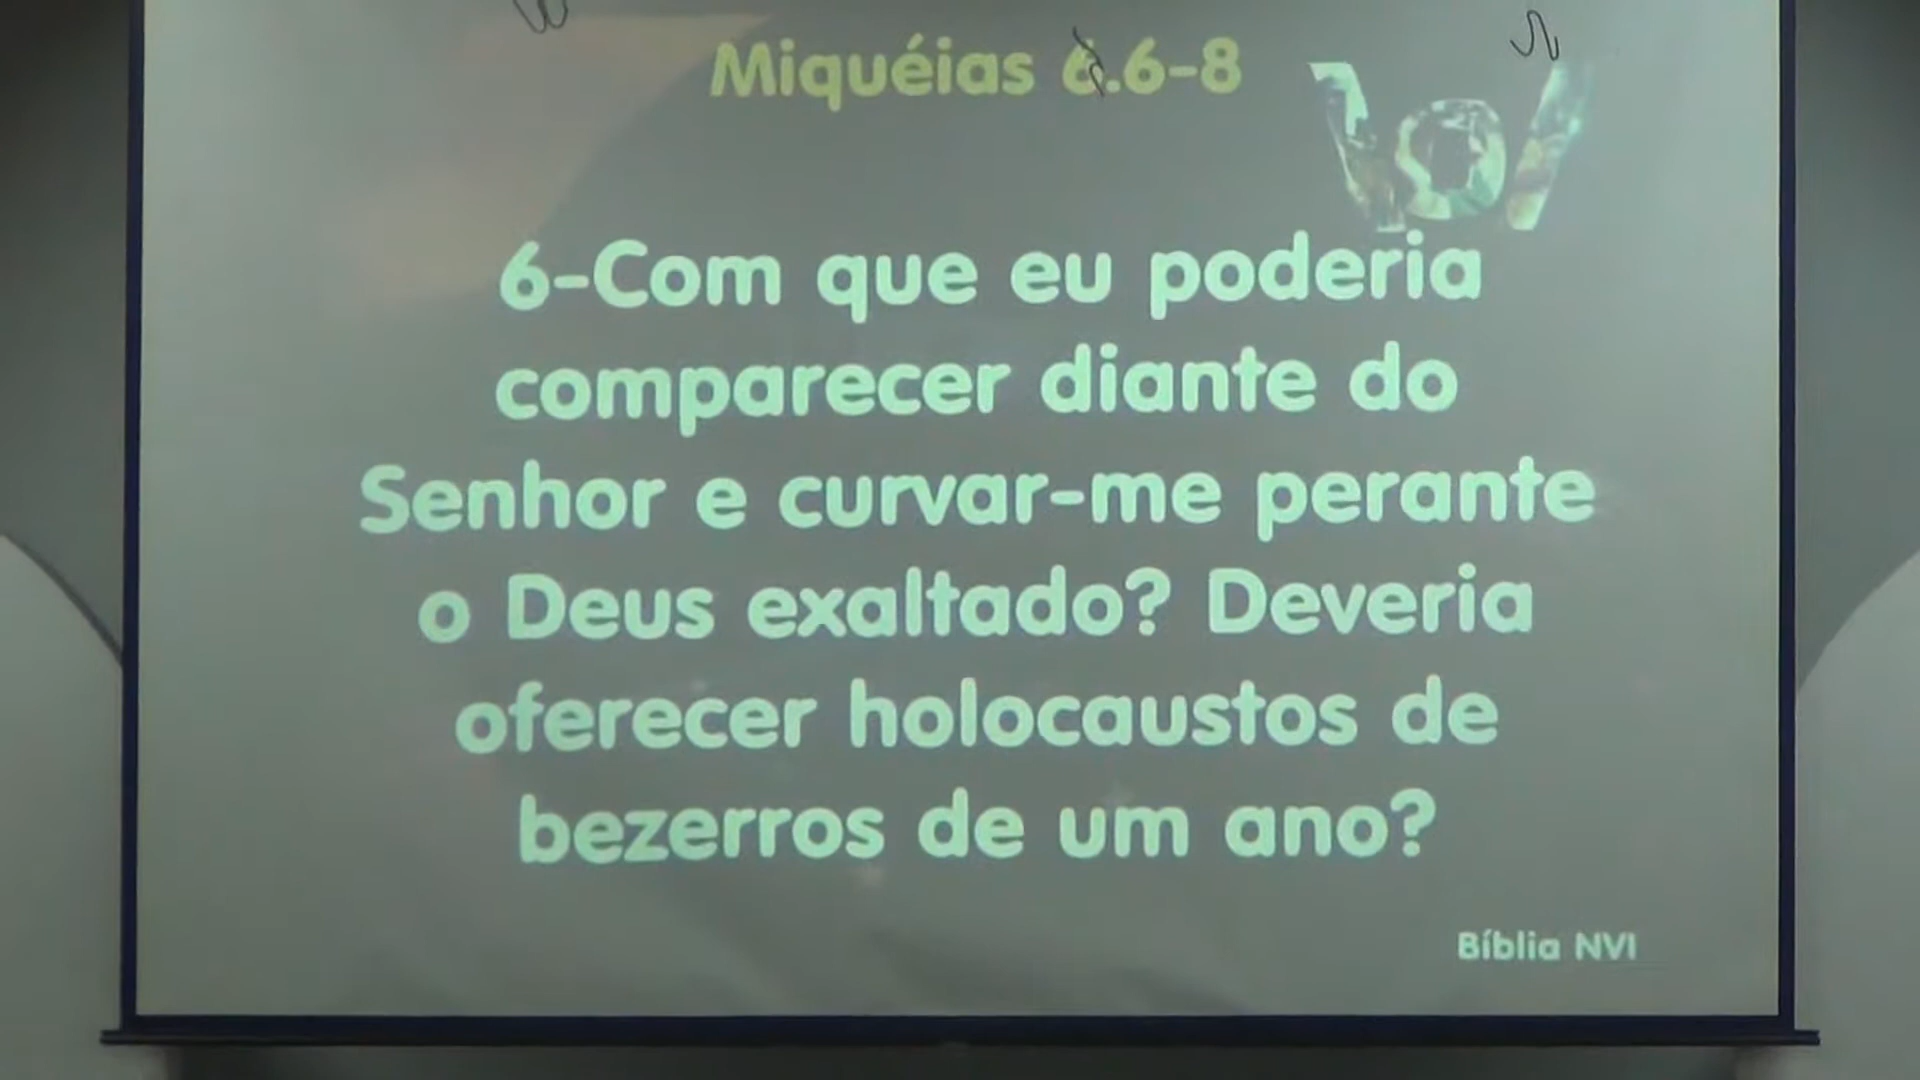 Miquéias 6.6-8
6-Com que eu poderia
comparecer diante do
Senhor e curvar-me perante
o Deus exaltado? Deveria
oferecer holocaustos de
bezerros de um ano?
Bíblia NVI